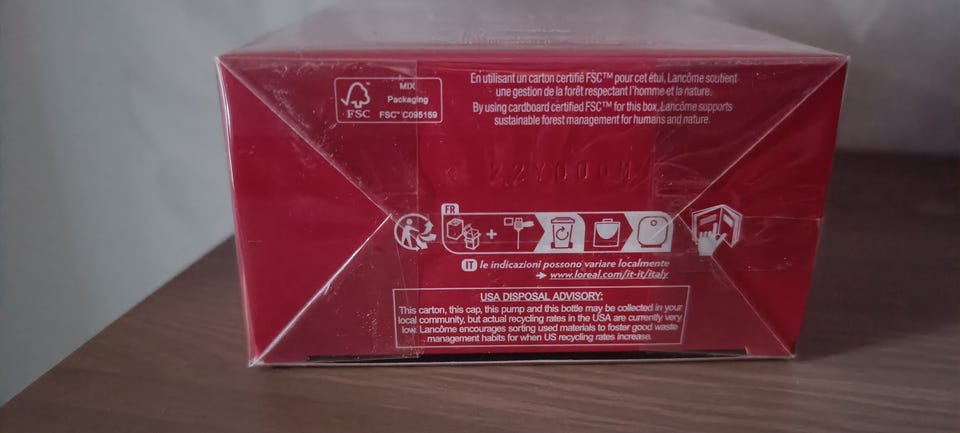 FSC
MIX
Packaging
FSC™ C095159
En utilisant un carton certifié FSC™ pour cet étui, Lancôme soutient
une gestion de la forêt respectant l'homme et la nature.
By using cardboard certified FSC™ for this box, Lancôme supports
sustainable forest management for humans and nature.
FR
IT le indicazioni possono variare localmente
www.loreal.com/it-it/italy
USA DISPOSAL ADVISORY:
This carton, this cap, this pump and this bottle may be collected in your
local community, but actual recycling rates in the USA are currently very
low. Lancôme encourages sorting used materials to foster good waste
management habits for when US recycling rates increase.